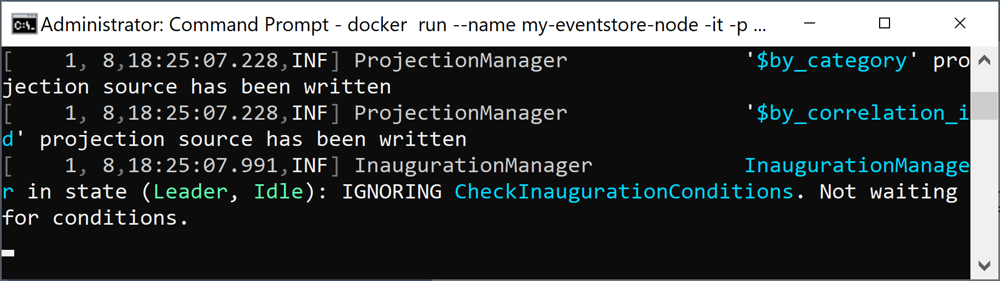 C:\.
Administrator: Command Prompt - docker  run --name my-eventstore-node -it -p ...
[    1, 8,18:25:07.228,INF] ProjectionManager              '$by_category' pro
jection source has been written
[    1, 8,18:25:07.228,INF] ProjectionManager              '$by_correlation_i
d' projection source has been written
[    1, 8,18:25:07.991,INF] InaugurationManager            InaugurationManage
r in state (Leader, Idle): IGNORING CheckInaugurationConditions. Not waiting
for conditions.